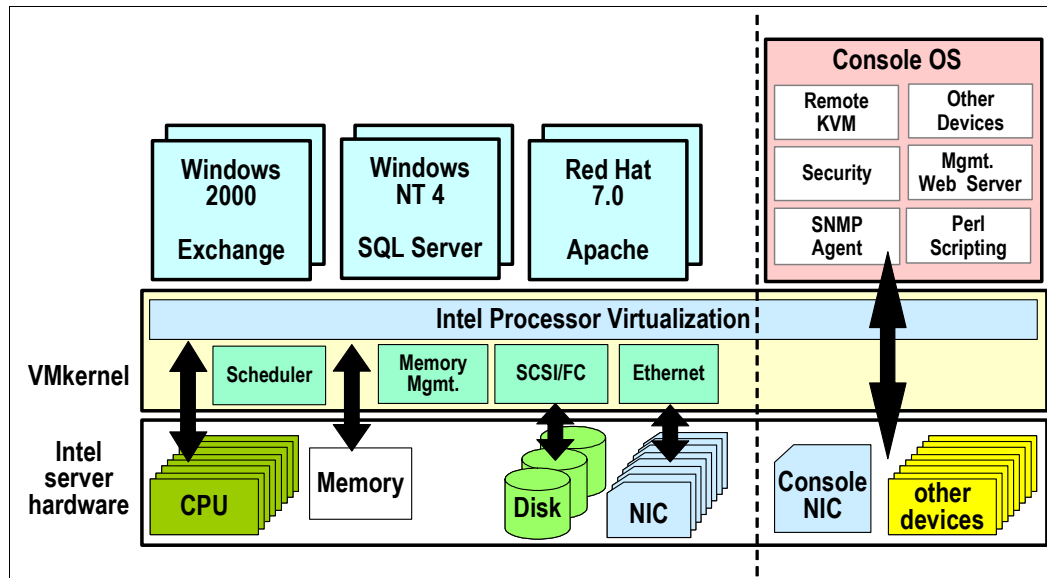 Console OS
Remote
KVM
Other
Devices
Security
Mgmt.
Web Server
SNMP
Agent
Perl
Scripting
Windows
2000
Exchange
Windows
NT 4
SQL Server
Red Hat
7.0
Apache
Intel Processor Virtualization
VMkernel
Scheduler
Memory
Mgmt.
SCSI/FC
Ethernet
Intel
server
hardware
CPU
Memory
Disk
NIC
Console
NIC
other
devices